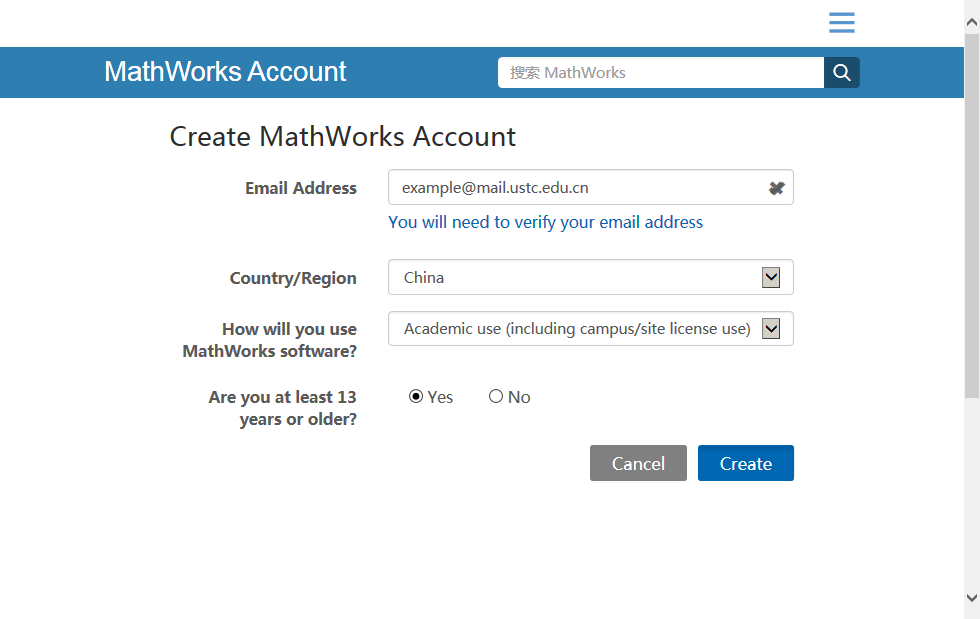 MathWorks Account
搜索 MathWorks
Create MathWorks Account
Email Address
example@mail.ustc.edu.cn
You will need to verify your email address
Country/Region
China
How will you use
MathWorks software?
Academic use (including campus/site license use)
Are you at least 13
years or older?
Yes
No
Cancel
Create